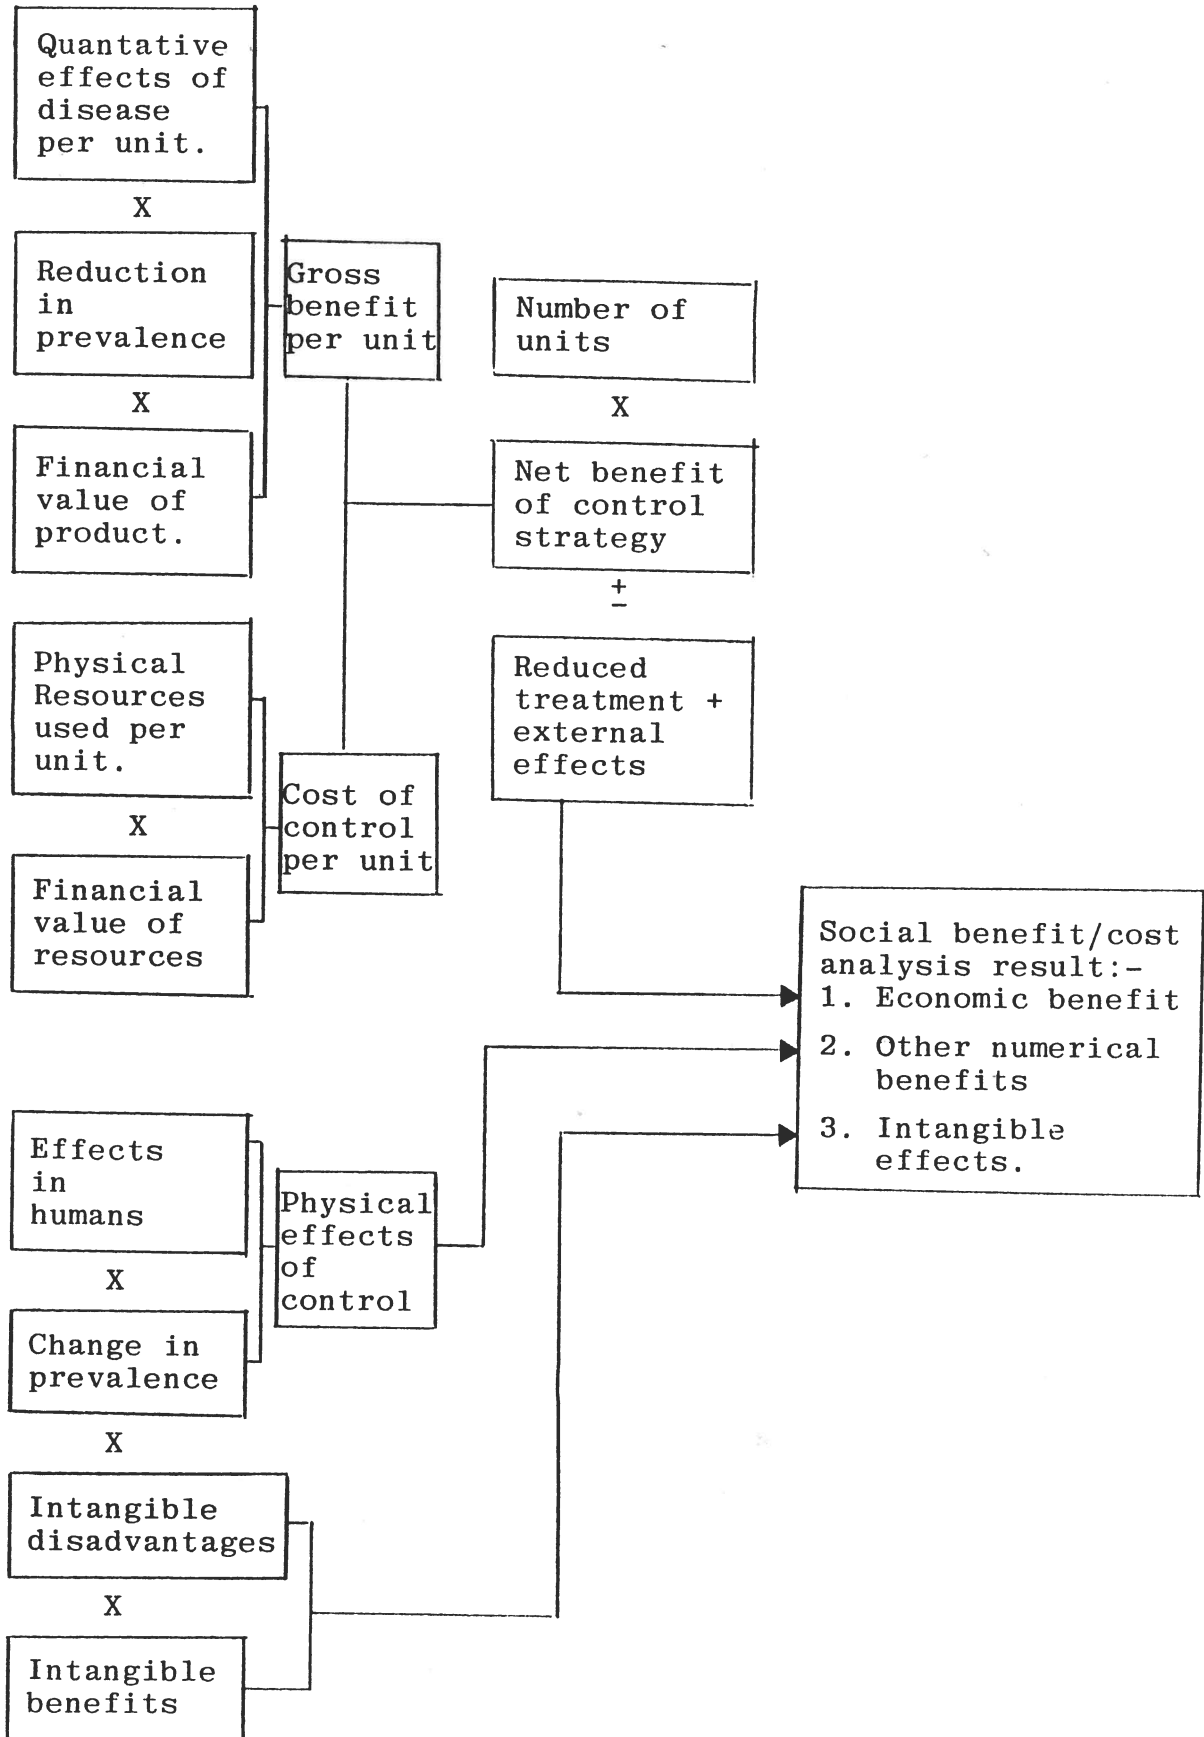 Quantative
effects of
disease
per unit.
X
Reduction
in
prevalence
X
Financial
value of
product.
Gross
benefit
per unit
Number of
units
X
Net benefit
of control
strategy
±
Reduced
treatment +
external
effects
Physical
Resources
used per
unit.
X
Financial
value of
resources
Cost of
control
per unit
Social benefit/cost
analysis result:-
1. Economic benefit
2. Other numerical
benefits
3. Intangible
effects.
Effects
in
humans
X
Change in
prevalence
Physical
effects
of
control
X
Intangible
disadvantages
X
Intangible
benefits